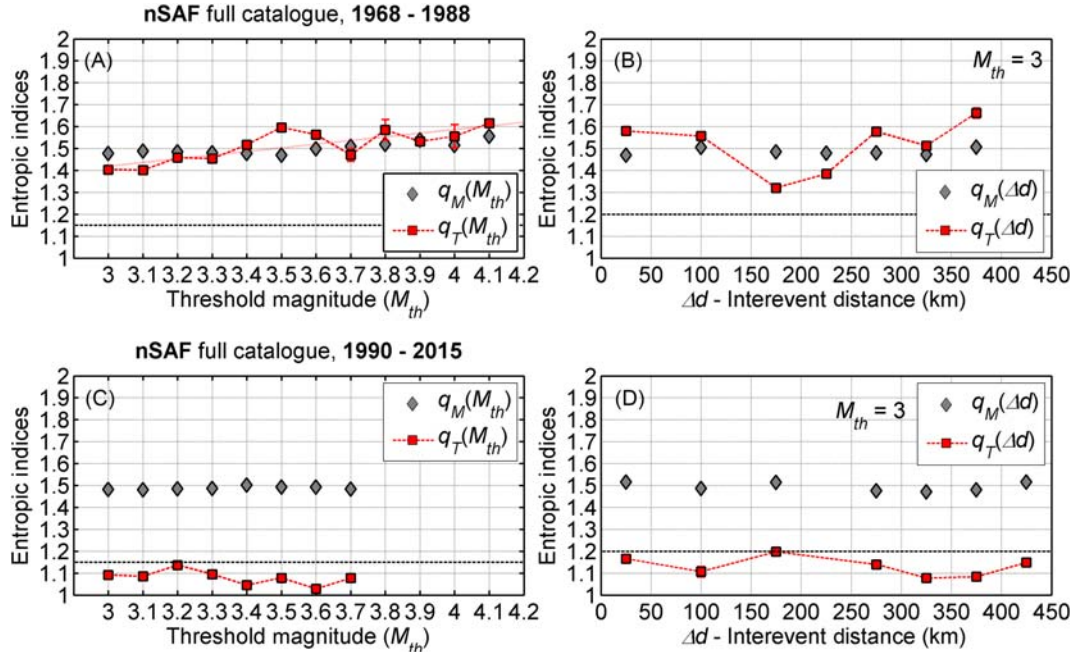 nSAF full catalogue, 1968 - 1988
(A)
Entropic indices
2
1.9
1.8
1.7
1.6
1.5
1.4
1.3
1.2
1.1
1
q_M(M_th)
q_T(M_th)
3 3.1 3.2 3.3 3.4 3.5 3.6 3.7 3.8 3.9 4 4.1 4.2
Threshold magnitude (M_th)
(B)
M_th = 3
Entropic indices
2
1.9
1.8
1.7
1.6
1.5
1.4
1.3
1.2
1.1
1
q_M(Δd)
q_T(Δd)
0 50 100 150 200 250 300 350 400 450
Δd - Interevent distance (km)
nSAF full catalogue, 1990 - 2015
(C)
Entropic indices
2
1.9
1.8
1.7
1.6
1.5
1.4
1.3
1.2
1.1
1
q_M(M_th)
q_T(M_th)
3 3.1 3.2 3.3 3.4 3.5 3.6 3.7 3.8 3.9 4 4.1 4.2
Threshold magnitude (M_th)
(D)
M_th = 3
Entropic indices
2
1.9
1.8
1.7
1.6
1.5
1.4
1.3
1.2
1.1
1
q_M(Δd)
q_T(Δd)
0 50 100 150 200 250 300 350 400 450
Δd - Interevent distance (km)